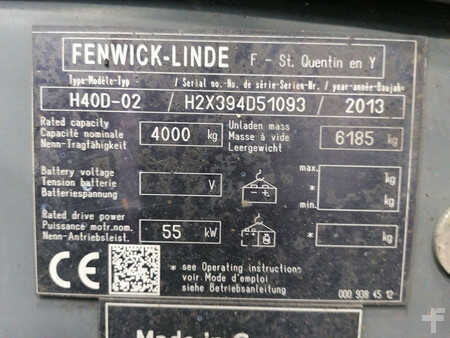 FENWICK-LINDE F - St. Quentin en Y
Type-Modèle-Typ / Serial no.-No. de série-Serien-Nr. / year-année-Baujahr
H40D-02 / H2X394D51093 / 2013
Rated capacity
Capacité nominale
Nenn-Tragfähigkeit
4000 kg
Unladen mass
Masse à vide
Leergewicht
6185 kg
Battery voltage
Tension batterie
Batteriespannung
V
max.
*
min.
kg
kg
Rated drive power
Puissance motr.nom.
Nenn-Antriebsleist.
55 kW
* kg
CE
* see Operating instructions
voir Mode d'emploi
siehe Betriebsanleitung
000 938 45 12
Made in